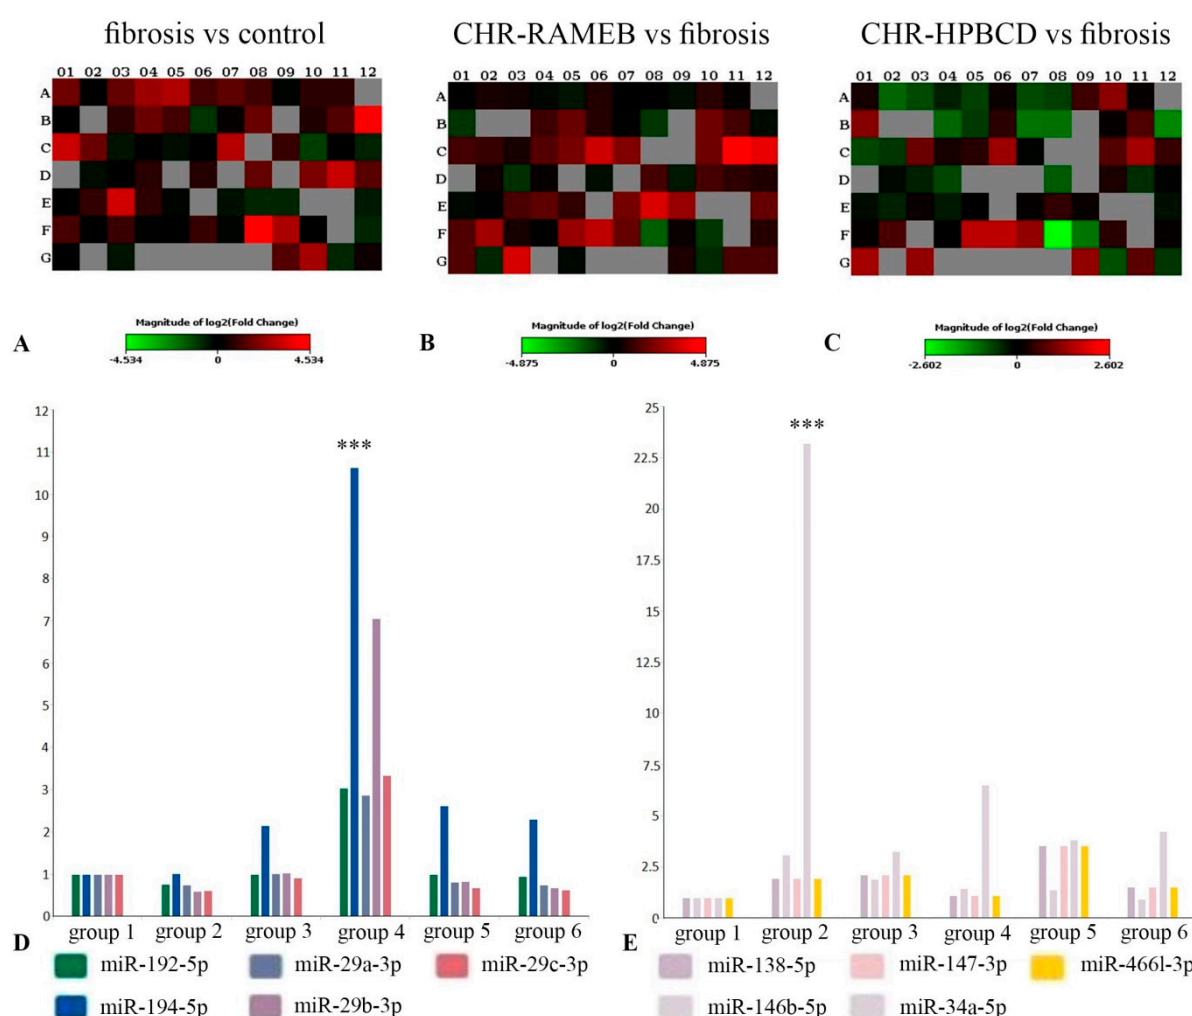 fibrosis vs control
CHR-RAMEB vs fibrosis
CHR-HPBCD vs fibrosis
01 02 03 04 05 06 07 08 09 10 11 12
A
B
C
D
E
F
G
01 02 03 04 05 06 07 08 09 10 11 12
A
B
C
D
E
F
G
01 02 03 04 05 06 07 08 09 10 11 12
A
B
C
D
E
F
G
A
Magnitude of log2(Fold Change)
-4.534 0 4.534
B
Magnitude of log2(Fold Change)
-4.875 0 4.875
C
Magnitude of log2(Fold Change)
-2.602 0 2.602
12
11
10
9
8
7
6
5
4
3
2
1
0
***
group 1 group 2 group 3 group 4 group 5 group 6
D
miR-192-5p miR-29a-3p miR-29c-3p
miR-194-5p miR-29b-3p
25
22.5
20
17.5
15
12.5
10
7.5
5
2.5
0
***
group 1 group 2 group 3 group 4 group 5 group 6
E
miR-138-5p miR-147-3p miR-466l-3p
miR-146b-5p miR-34a-5p